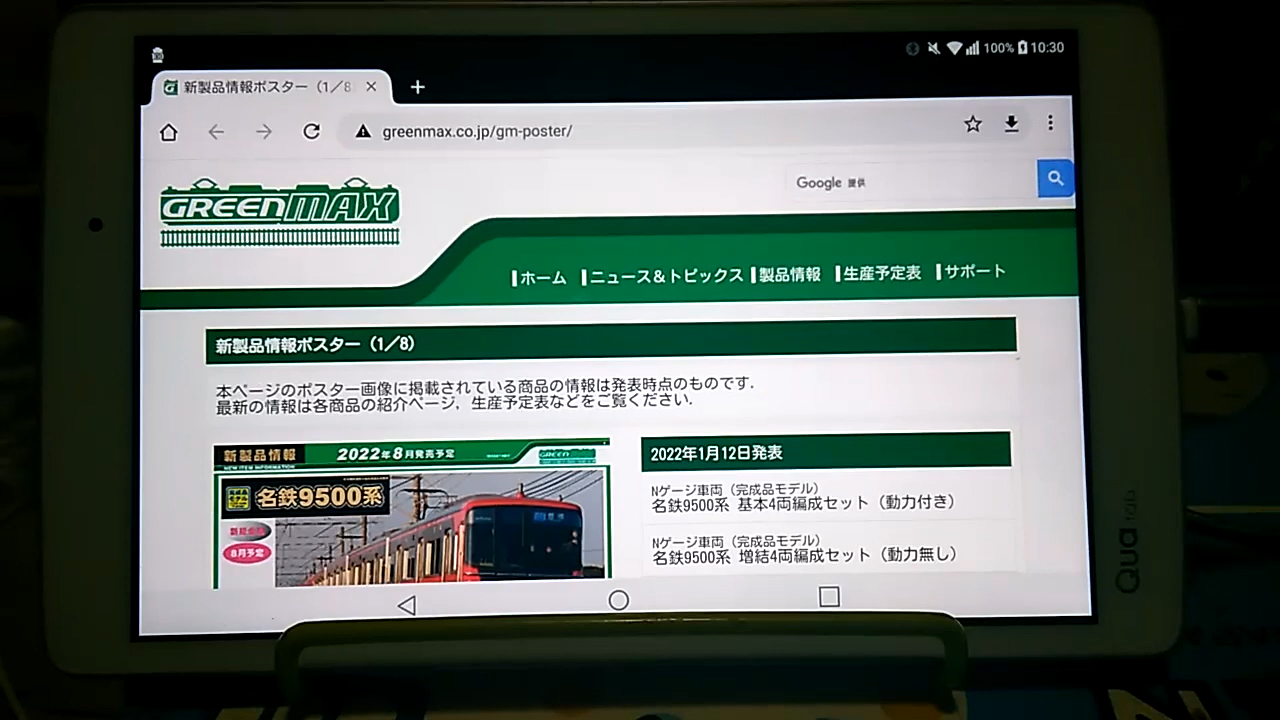 100% 10:30
新製品情報ポスター（1／8
greenmax.co.jp/gm-poster/
GREENMAX
Google 提供
ホーム ニュース＆トピックス 製品情報 生産予定表 サポート
新製品情報ポスター（1／8）
本ページのポスター画像に掲載されている商品の情報は発表時点のものです．
最新の情報は各商品の紹介ページ，生産予定表などをご覧ください．
新製品情報 2022年8月発売予定
NEW ITEM INFORMATION
名鉄9500系
8月予定
2022年1月12日発表
Nゲージ車両（完成品モデル）
名鉄9500系 基本4両編成セット（動力付き）
Nゲージ車両（完成品モデル）
名鉄9500系 増結4両編成セット（動力無し）
Qua tab